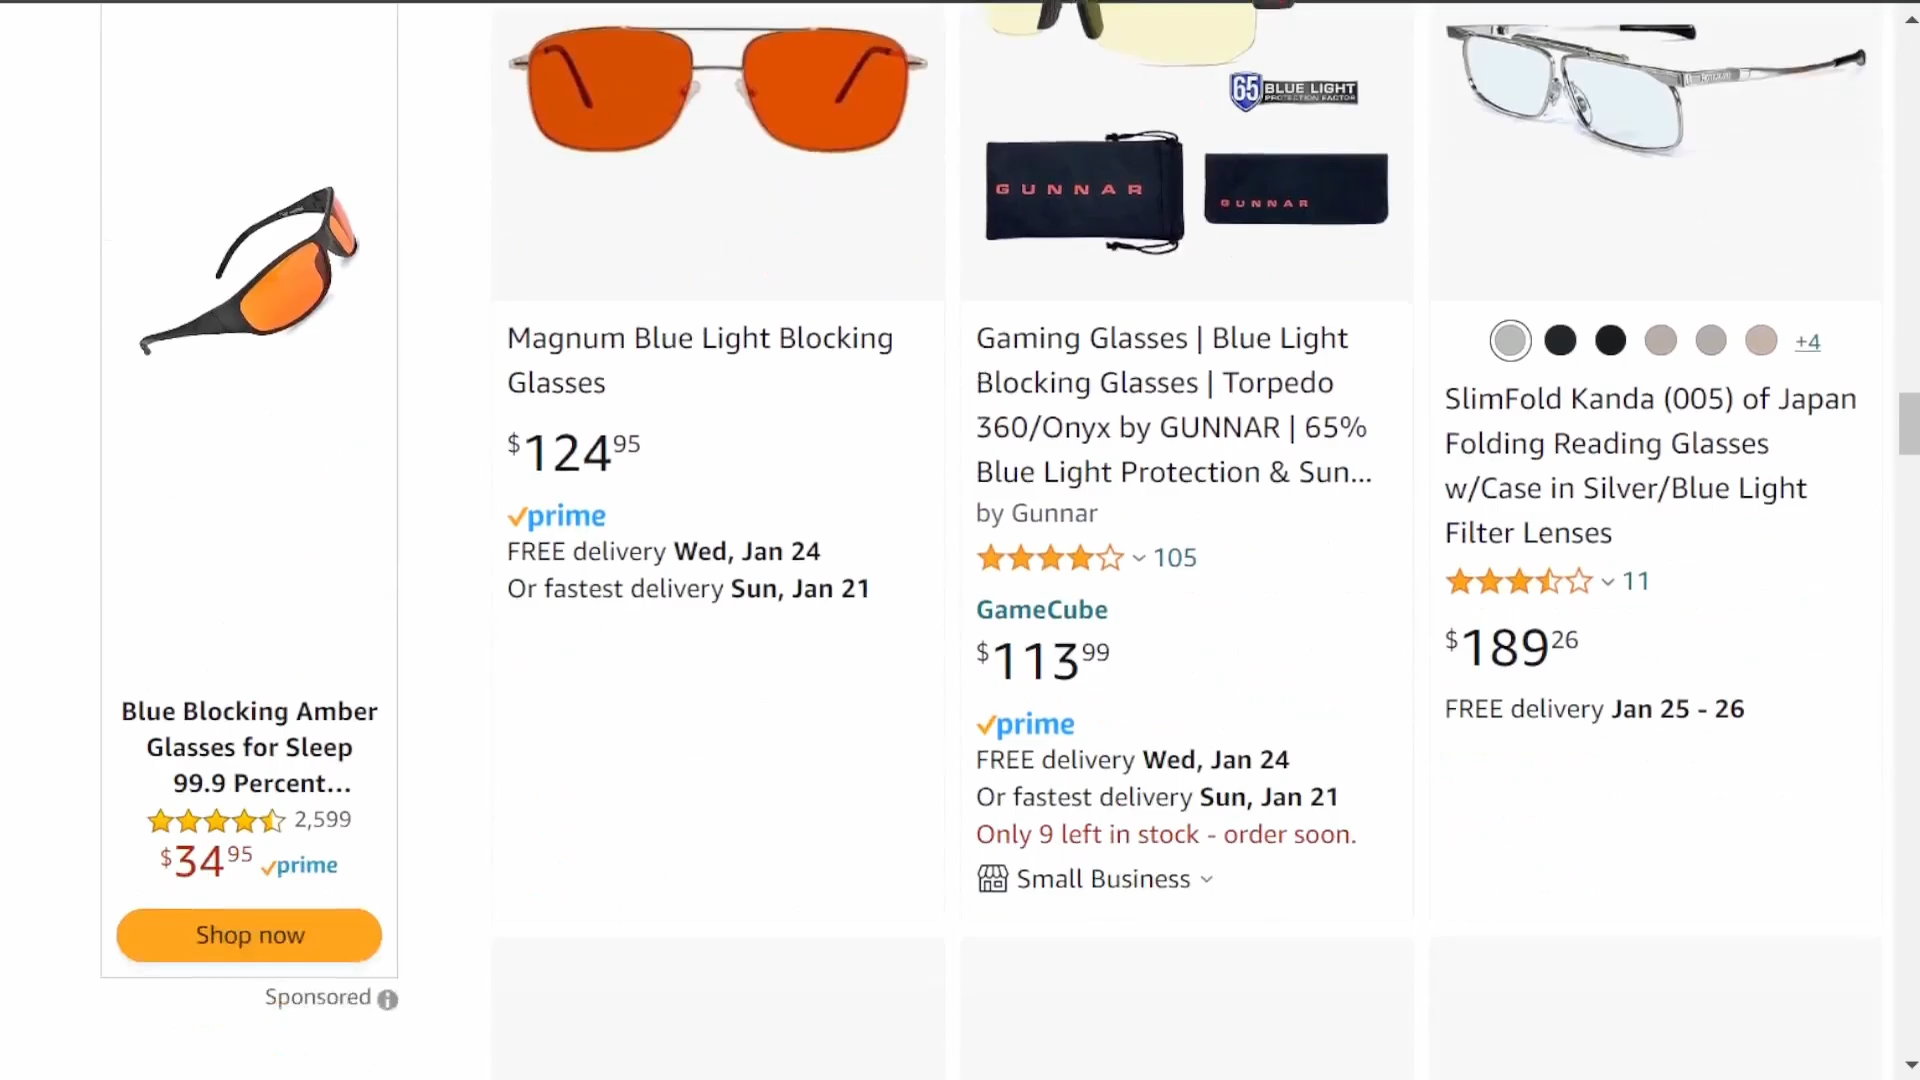 65 BLUE LIGHT
PROTECTION FACTOR
GUNNAR
GUNNAR
Blue Blocking Amber
Glasses for Sleep
99.9 Percent...
2,599
$34.95 prime
Shop now
Sponsored
Magnum Blue Light Blocking
Glasses
$124.95
prime
FREE delivery Wed, Jan 24
Or fastest delivery Sun, Jan 21
Gaming Glasses | Blue Light
Blocking Glasses | Torpedo
360/Onyx by GUNNAR | 65%
Blue Light Protection & Sun...
by Gunnar
105
GameCube
$113.99
prime
FREE delivery Wed, Jan 24
Or fastest delivery Sun, Jan 21
Only 9 left in stock - order soon.
Small Business
+4
SlimFold Kanda (005) of Japan
Folding Reading Glasses
w/Case in Silver/Blue Light
Filter Lenses
11
$189.26
FREE delivery Jan 25 - 26